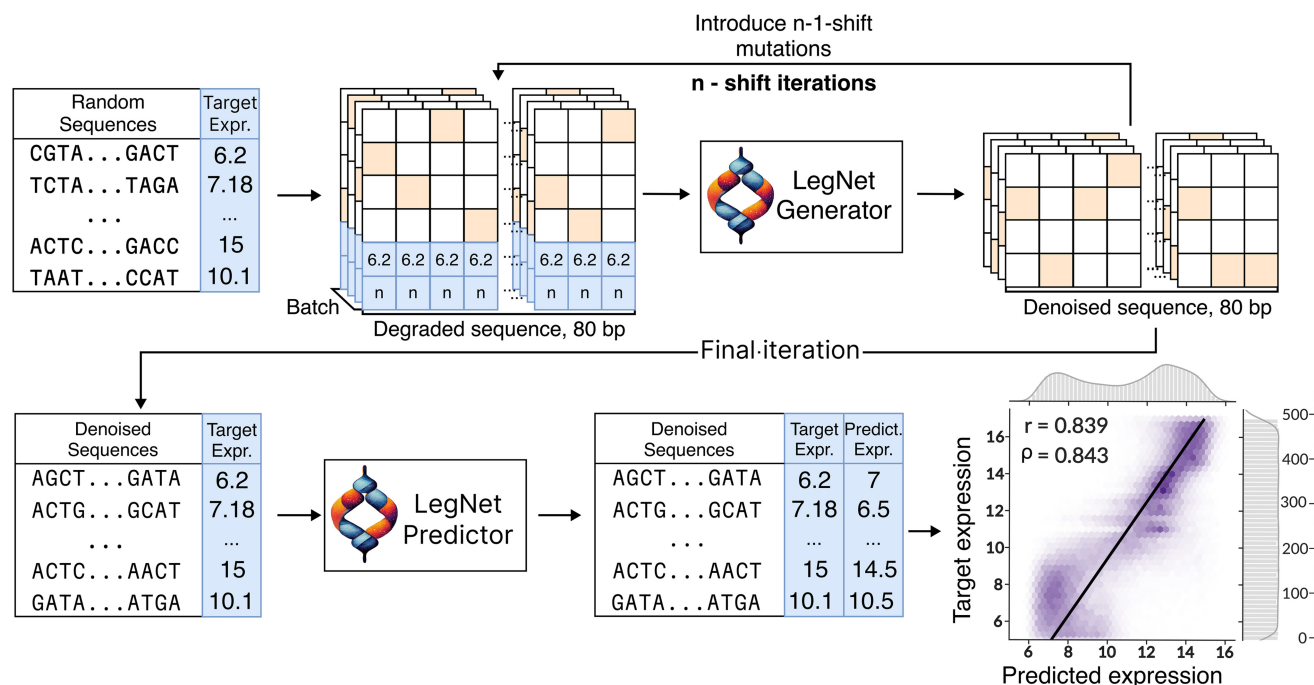 Introduce n-1-shift
mutations
n - shift iterations
Random
Sequences
Target
Expr.
CGTA...GACT 6.2
TCTA...TAGA 7.18
... ...
ACTC...GACC 15
TAAT...CCAT 10.1
6.2 6.2 6.2 6.2 6.2 6.2 6.2
n n n n n n n
Batch
Degraded sequence, 80 bp
LegNet
Generator
Denoised sequence, 80 bp
Final·iteration
Denoised
Sequences
Target
Expr.
AGCT...GATA 6.2
ACTG...GCAT 7.18
... ...
ACTC...AACT 15
GATA...ATGA 10.1
LegNet
Predictor
Denoised
Sequences
Target
Expr.
Predict.
Expr.
AGCT...GATA 6.2 7
ACTG...GCAT 7.18 6.5
... ... ...
ACTC...AACT 15 14.5
GATA...ATGA 10.1 10.5
r = 0.839
ρ = 0.843
Target expression
16
14
12
10
8
6
6 8 10 12 14 16
Predicted expression
500
400
300
200
100
0